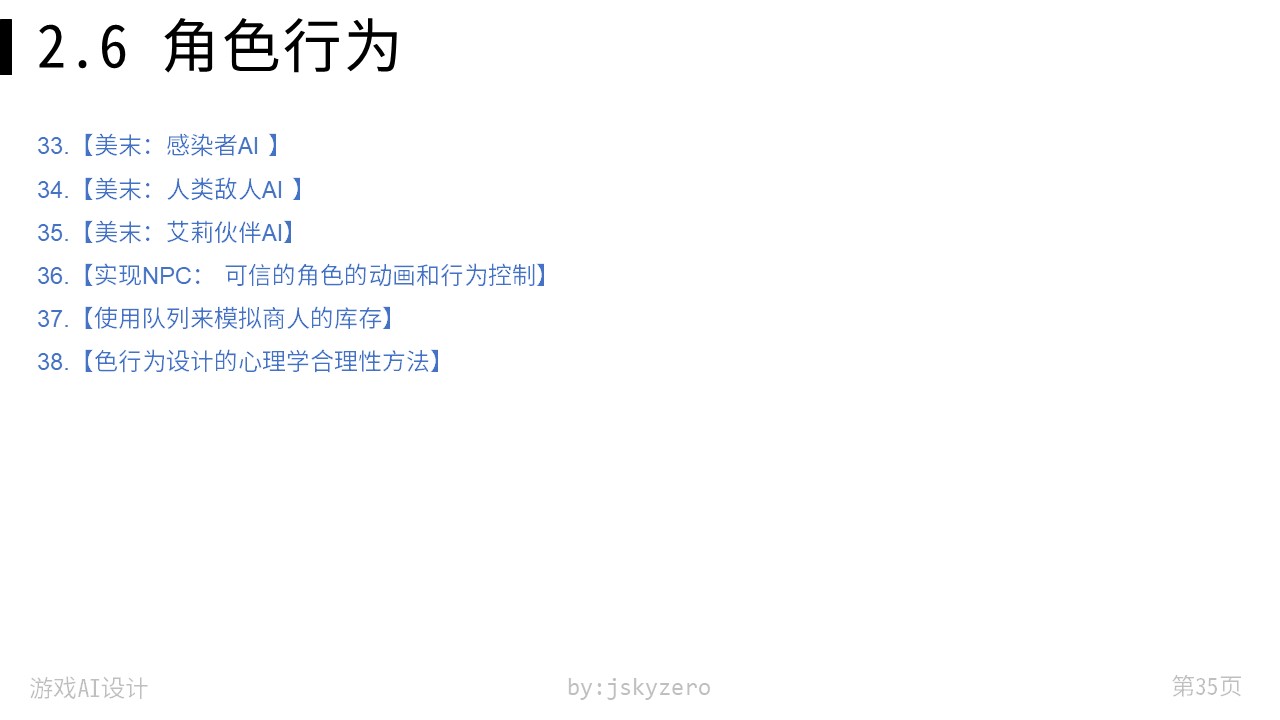 2.6 角色行为
33.【美末：感染者AI 】
34.【美末：人类敌人AI 】
35.【美末：艾莉伙伴AI】
36.【实现NPC： 可信的角色的动画和行为控制】
37.【使用队列来模拟商人的库存】
38.【色行为设计的心理学合理性方法】
游戏AI设计
by:jskyzero
第35页